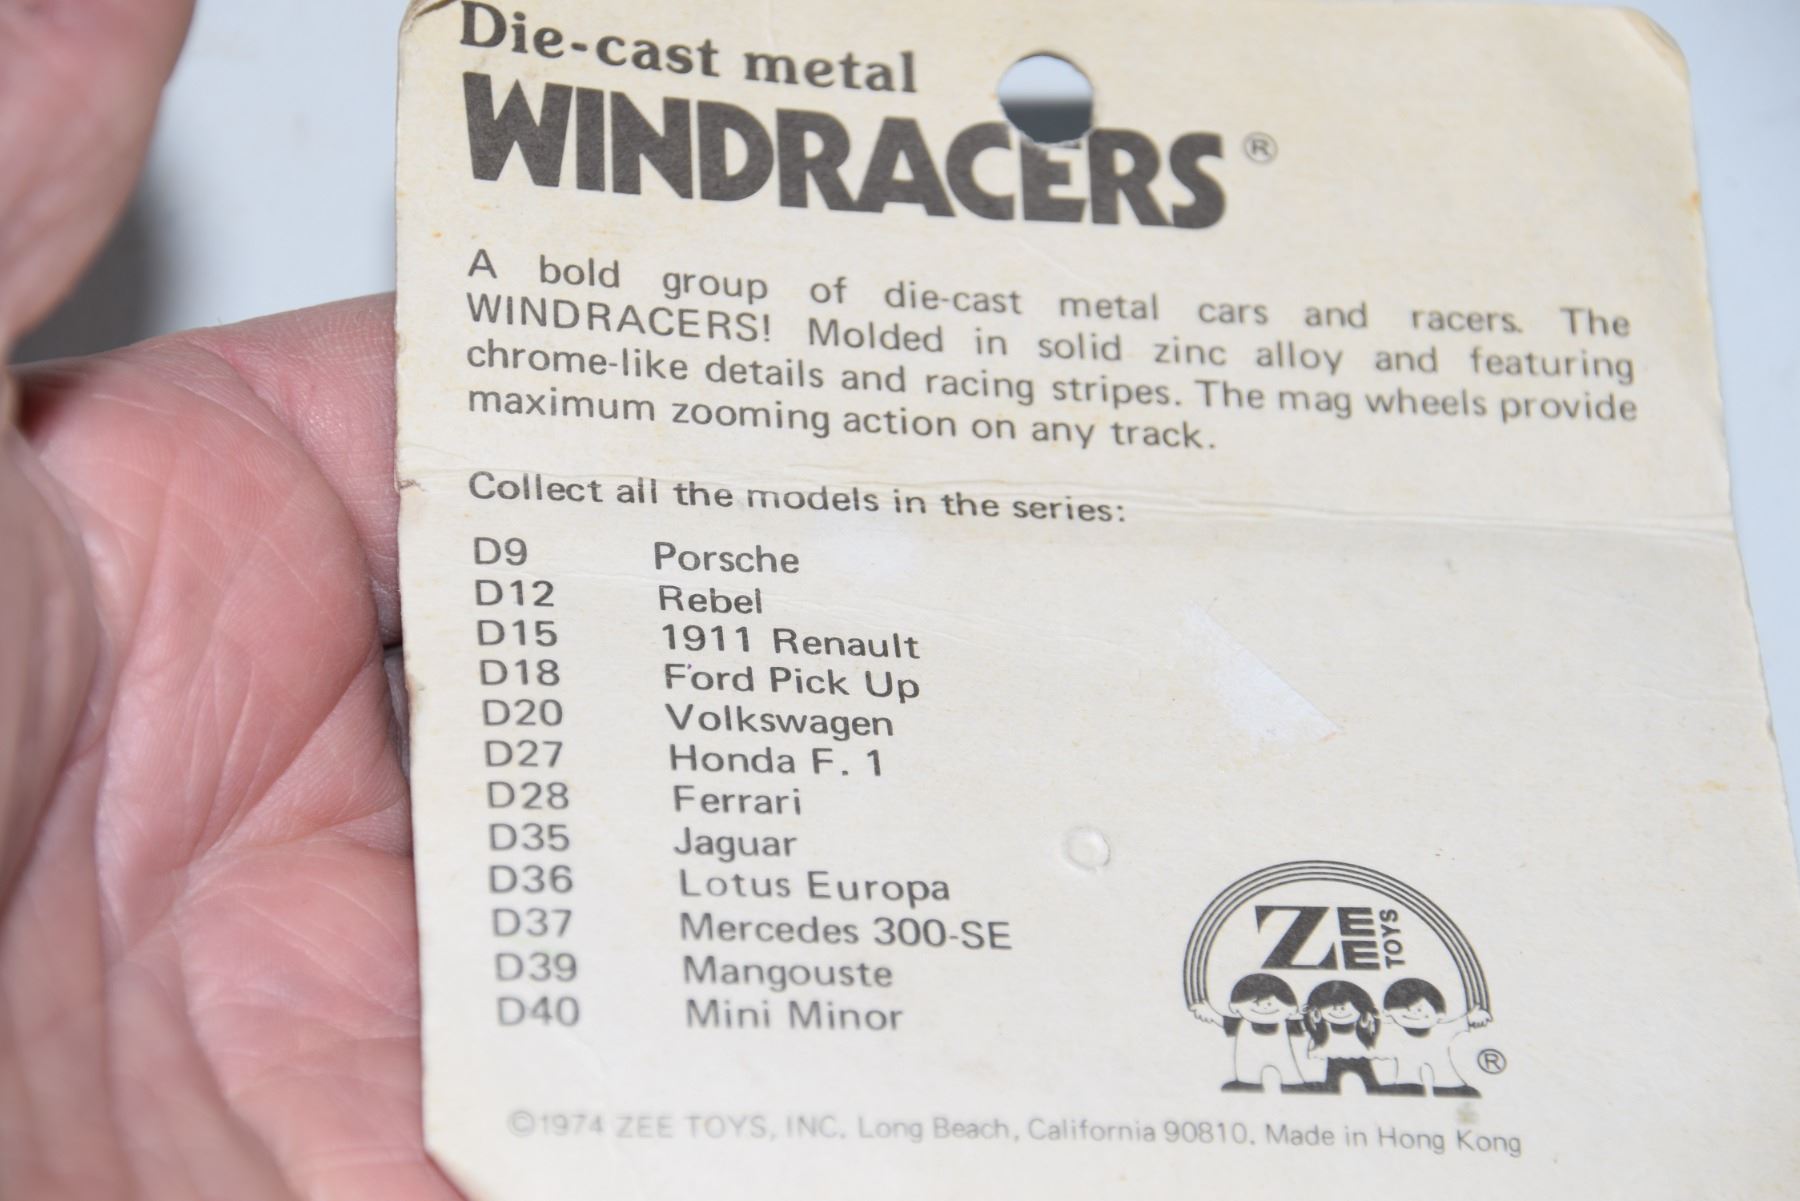 Die-cast metal
WINDRACERS®
A bold group of die-cast metal cars and racers. The
WINDRACERS! Molded in solid zinc alloy and featuring
chrome-like details and racing stripes. The mag wheels provide
maximum zooming action on any track.
Collect all the models in the series:
D9 Porsche
D12 Rebel
D15 1911 Renault
D18 Ford Pick Up
D20 Volkswagen
D27 Honda F. 1
D28 Ferrari
D35 Jaguar
D36 Lotus Europa
D37 Mercedes 300-SE
D39 Mangouste
D40 Mini Minor
ZEE TOYS
®
©1974 ZEE TOYS, INC. Long Beach, California 90810. Made in Hong Kong